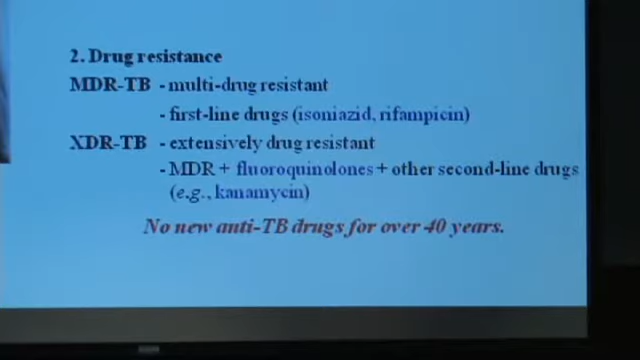 2. Drug resistance
MDR-TB - multi-drug resistant
- first-line drugs (isoniazid, rifampicin)
XDR-TB - extensively drug resistant
- MDR + fluoroquinolones + other second-line drugs
(e.g., kanamycin)
No new anti-TB drugs for over 40 years.